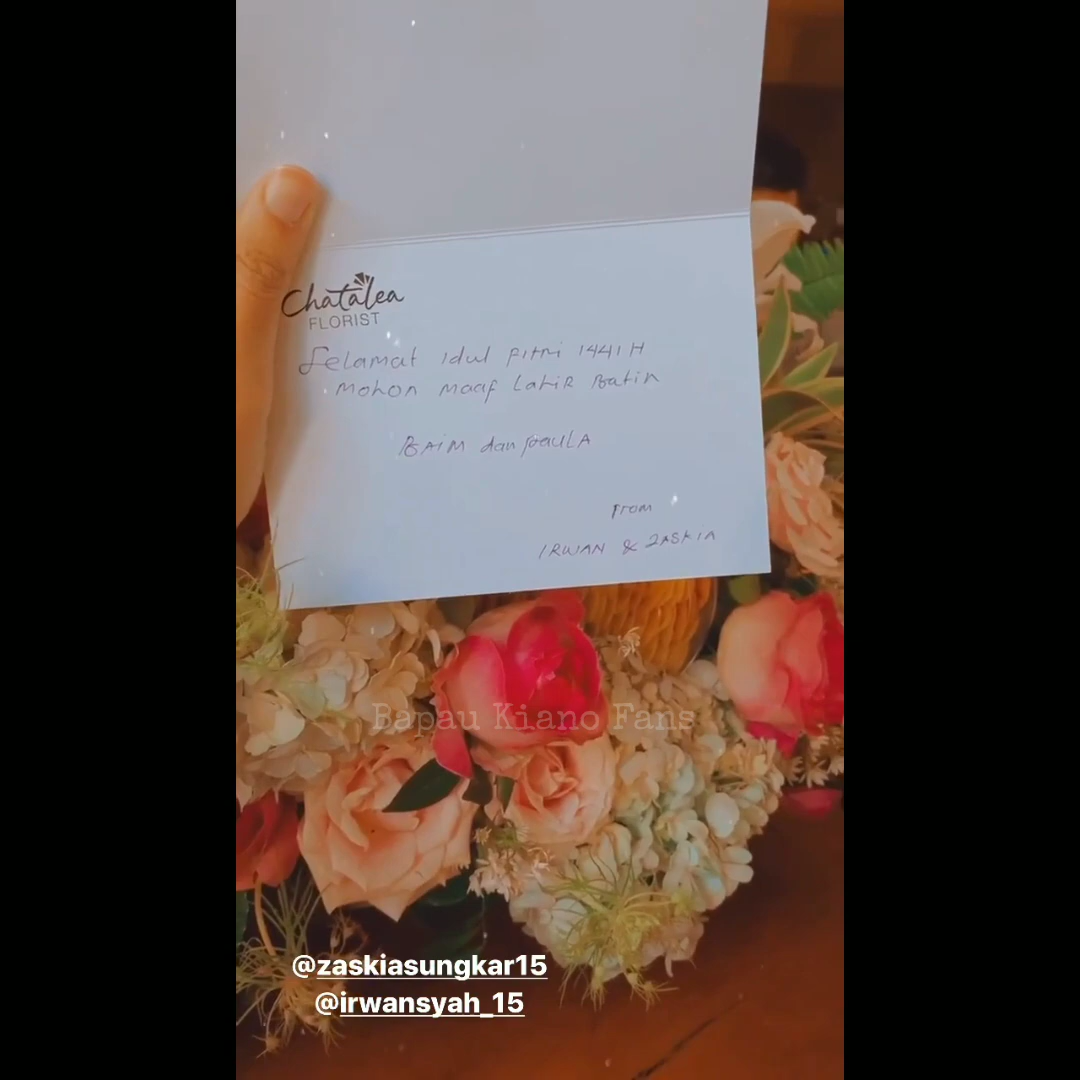 Chatalea
FLORIST
Selamat Idul Fitri 1441 H
Mohon Maaf Lahir Batin
BAIM dan paula
From
IRWAN & ZASKIA
Bapau Kiano Fans
@zaskiasungkar15
@irwansyah_15